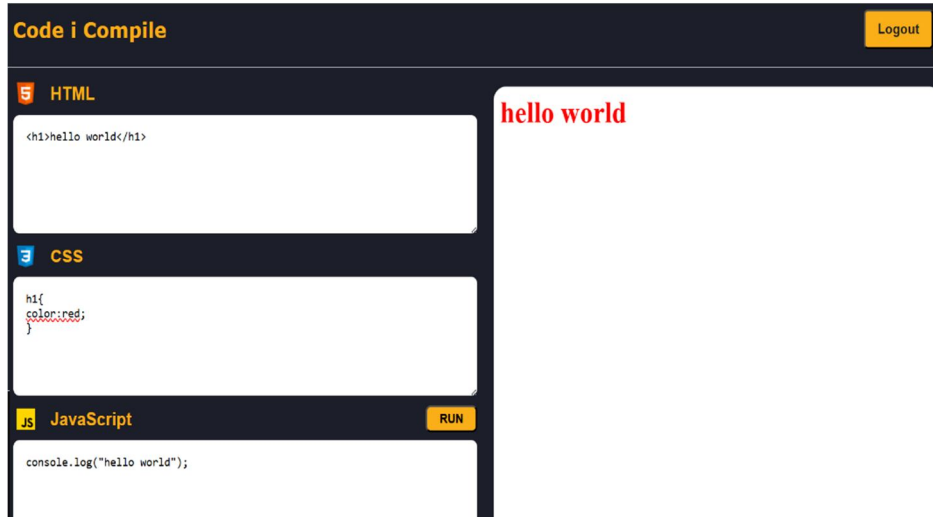 Code i Compile
Logout
HTML
<h1>hello world</h1>
CSS
h1{
color:red;
}
JavaScript
RUN
console.log("hello world");
hello world